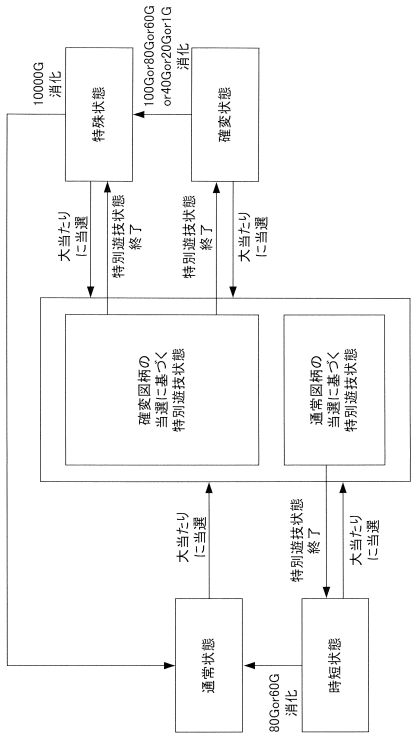 10000G
消化
特殊状態
100Gor80Gor60G
or40Gor20Gor1G
消化
確変状態
大当たり
に当選
特別遊技状態
終了
特別遊技状態
終了
大当たり
に当選
確変図柄の
当選に基づく
特別遊技状態
通常図柄の
当選に基づく
特別遊技状態
大当たり
に当選
特別遊技状態
終了
大当たり
に当選
通常状態
80Gor60G
消化
時短状態